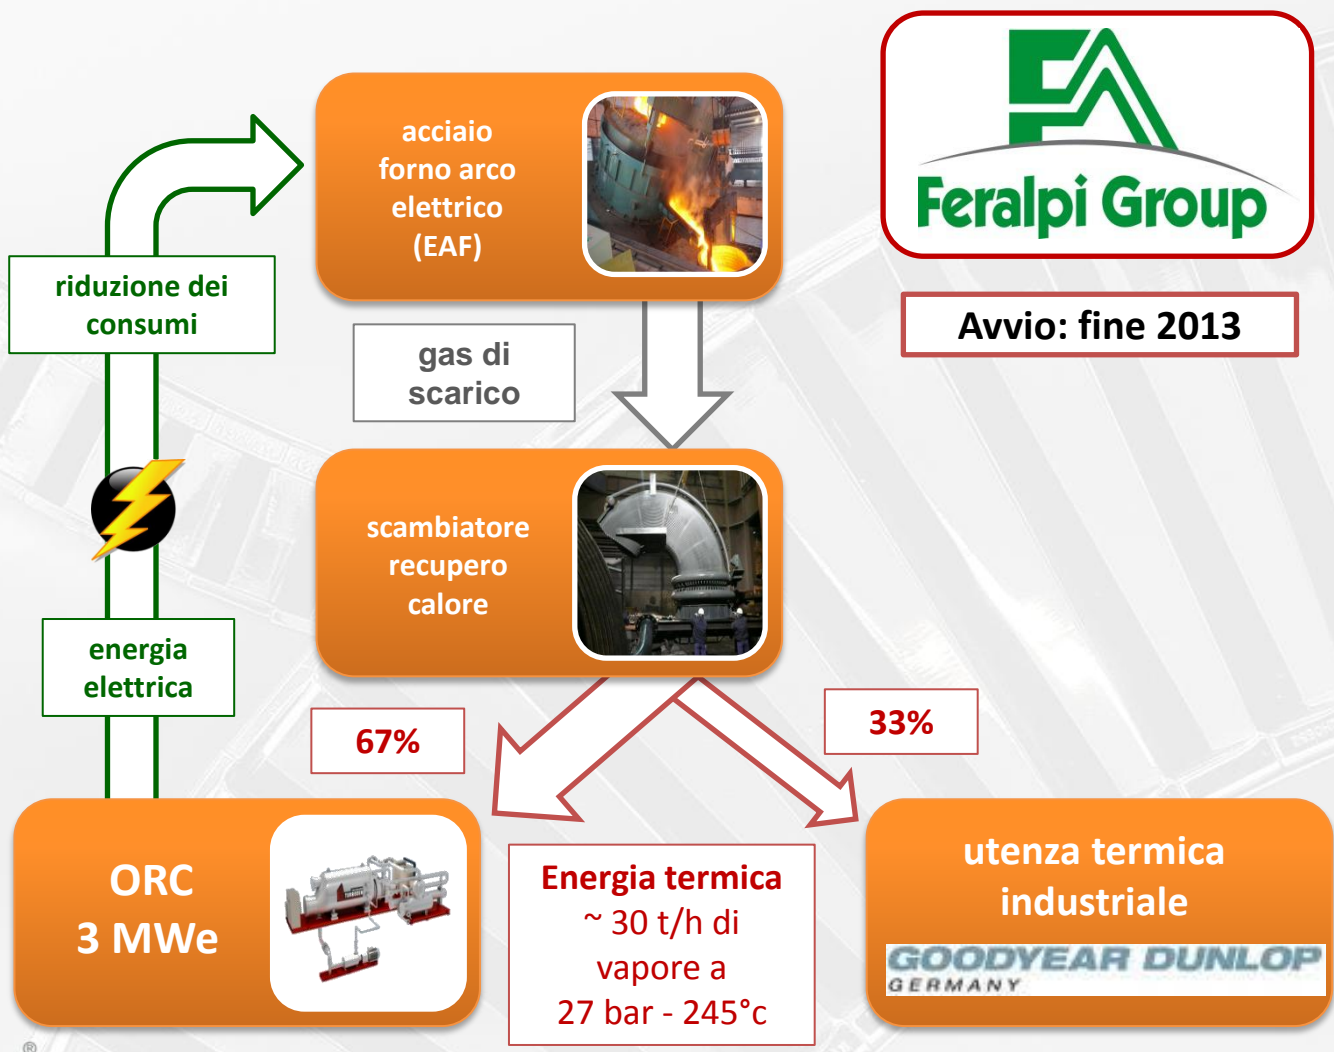 acciaio
forno arco
elettrico
(EAF)
Feralpi Group
riduzione dei
consumi
Avvio: fine 2013
gas di
scarico
scambiatore
recupero
calore
energia
elettrica
67%
33%
ORC
3 MWe
Energia termica
~ 30 t/h di
vapore a
27 bar - 245°c
utenza termica
industriale
GOODYEAR DUNLOP
GERMANY
®